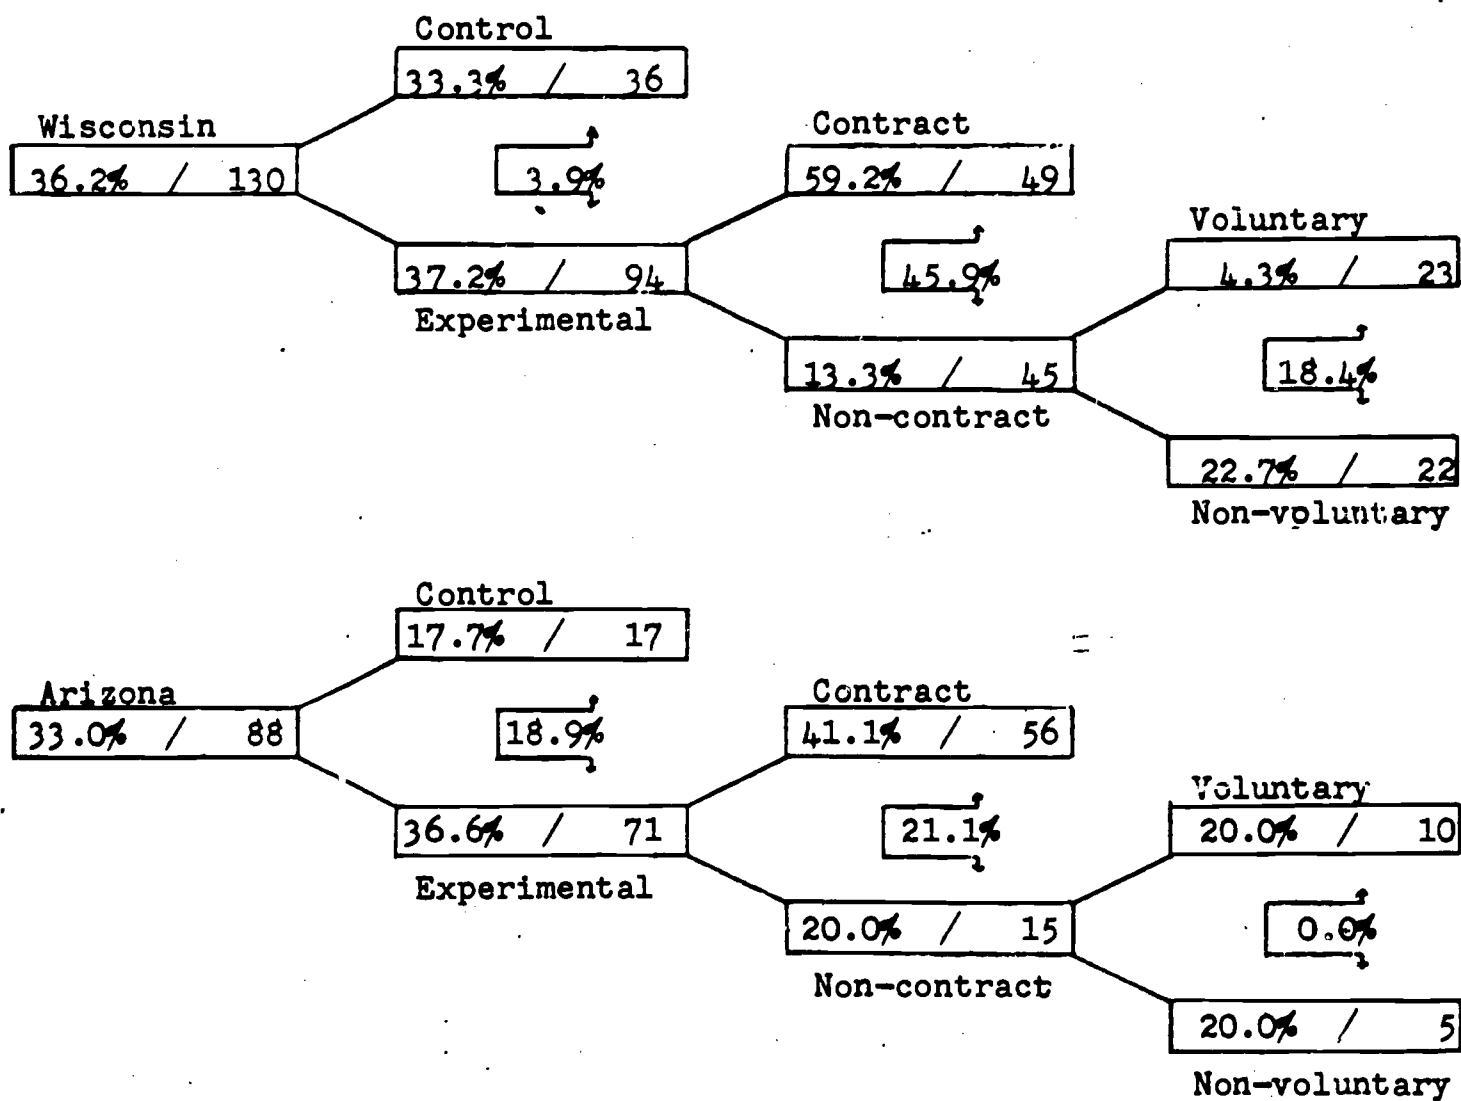 Control
33.3% / 36
Wisconsin
Contract
36.2% / 130
3.9%
59.2% / 49
Voluntary
37.2% / 94
45.9%
4.3% / 23
Experimental
13.3% / 45
18.4%
Non-contract
22.7% / 22
Non-voluntary
Control
17.7% / 17
Arizona
Contract
33.0% / 88
18.9%
41.1% / 56
Voluntary
36.6% / 71
21.1%
20.0% / 10
Experimental
20.0% / 15
0.0%
Non-contract
20.0% / 5
Non-voluntary